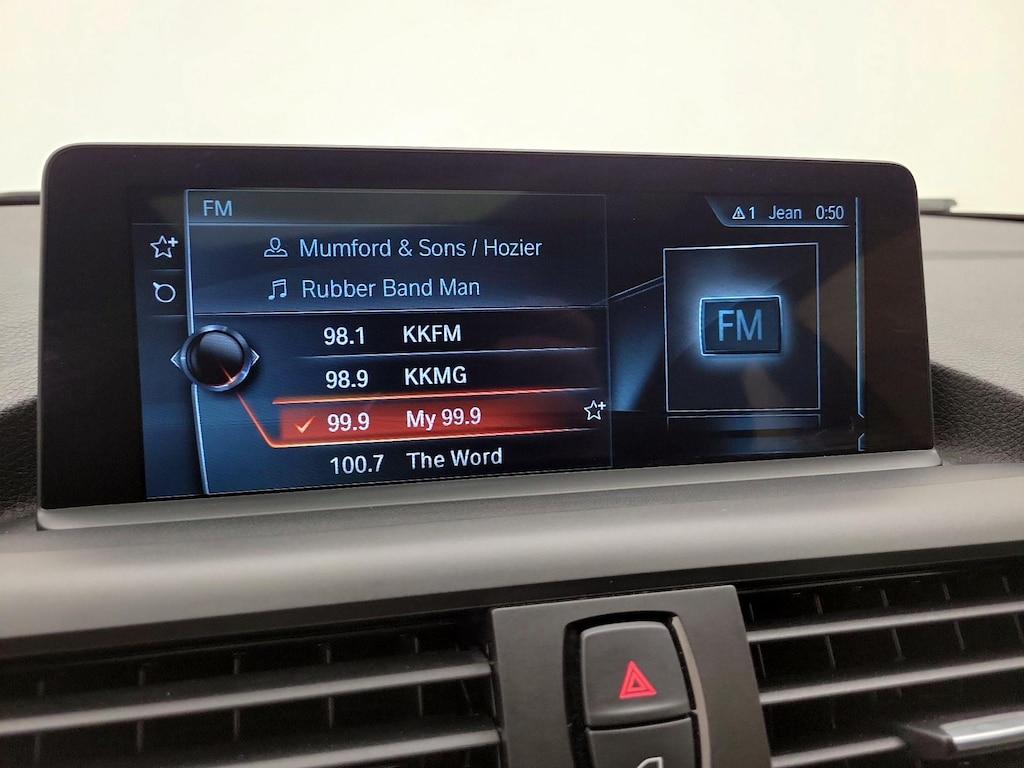 FM
1 Jean 0:50
Mumford & Sons / Hozier
Rubber Band Man
98.1 KKFM
98.9 KKMG
99.9 My 99.9
100.7 The Word
FM